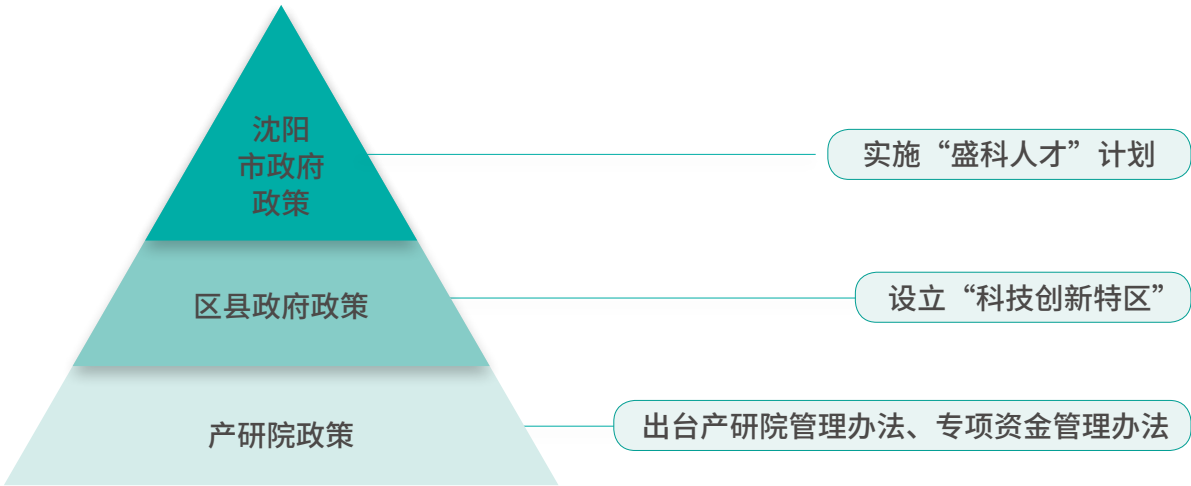 沈阳
市政府
政策
实施“盛科人才”计划
区县政府政策
设立“科技创新特区”
产研院政策
出台产研院管理办法、专项资金管理办法